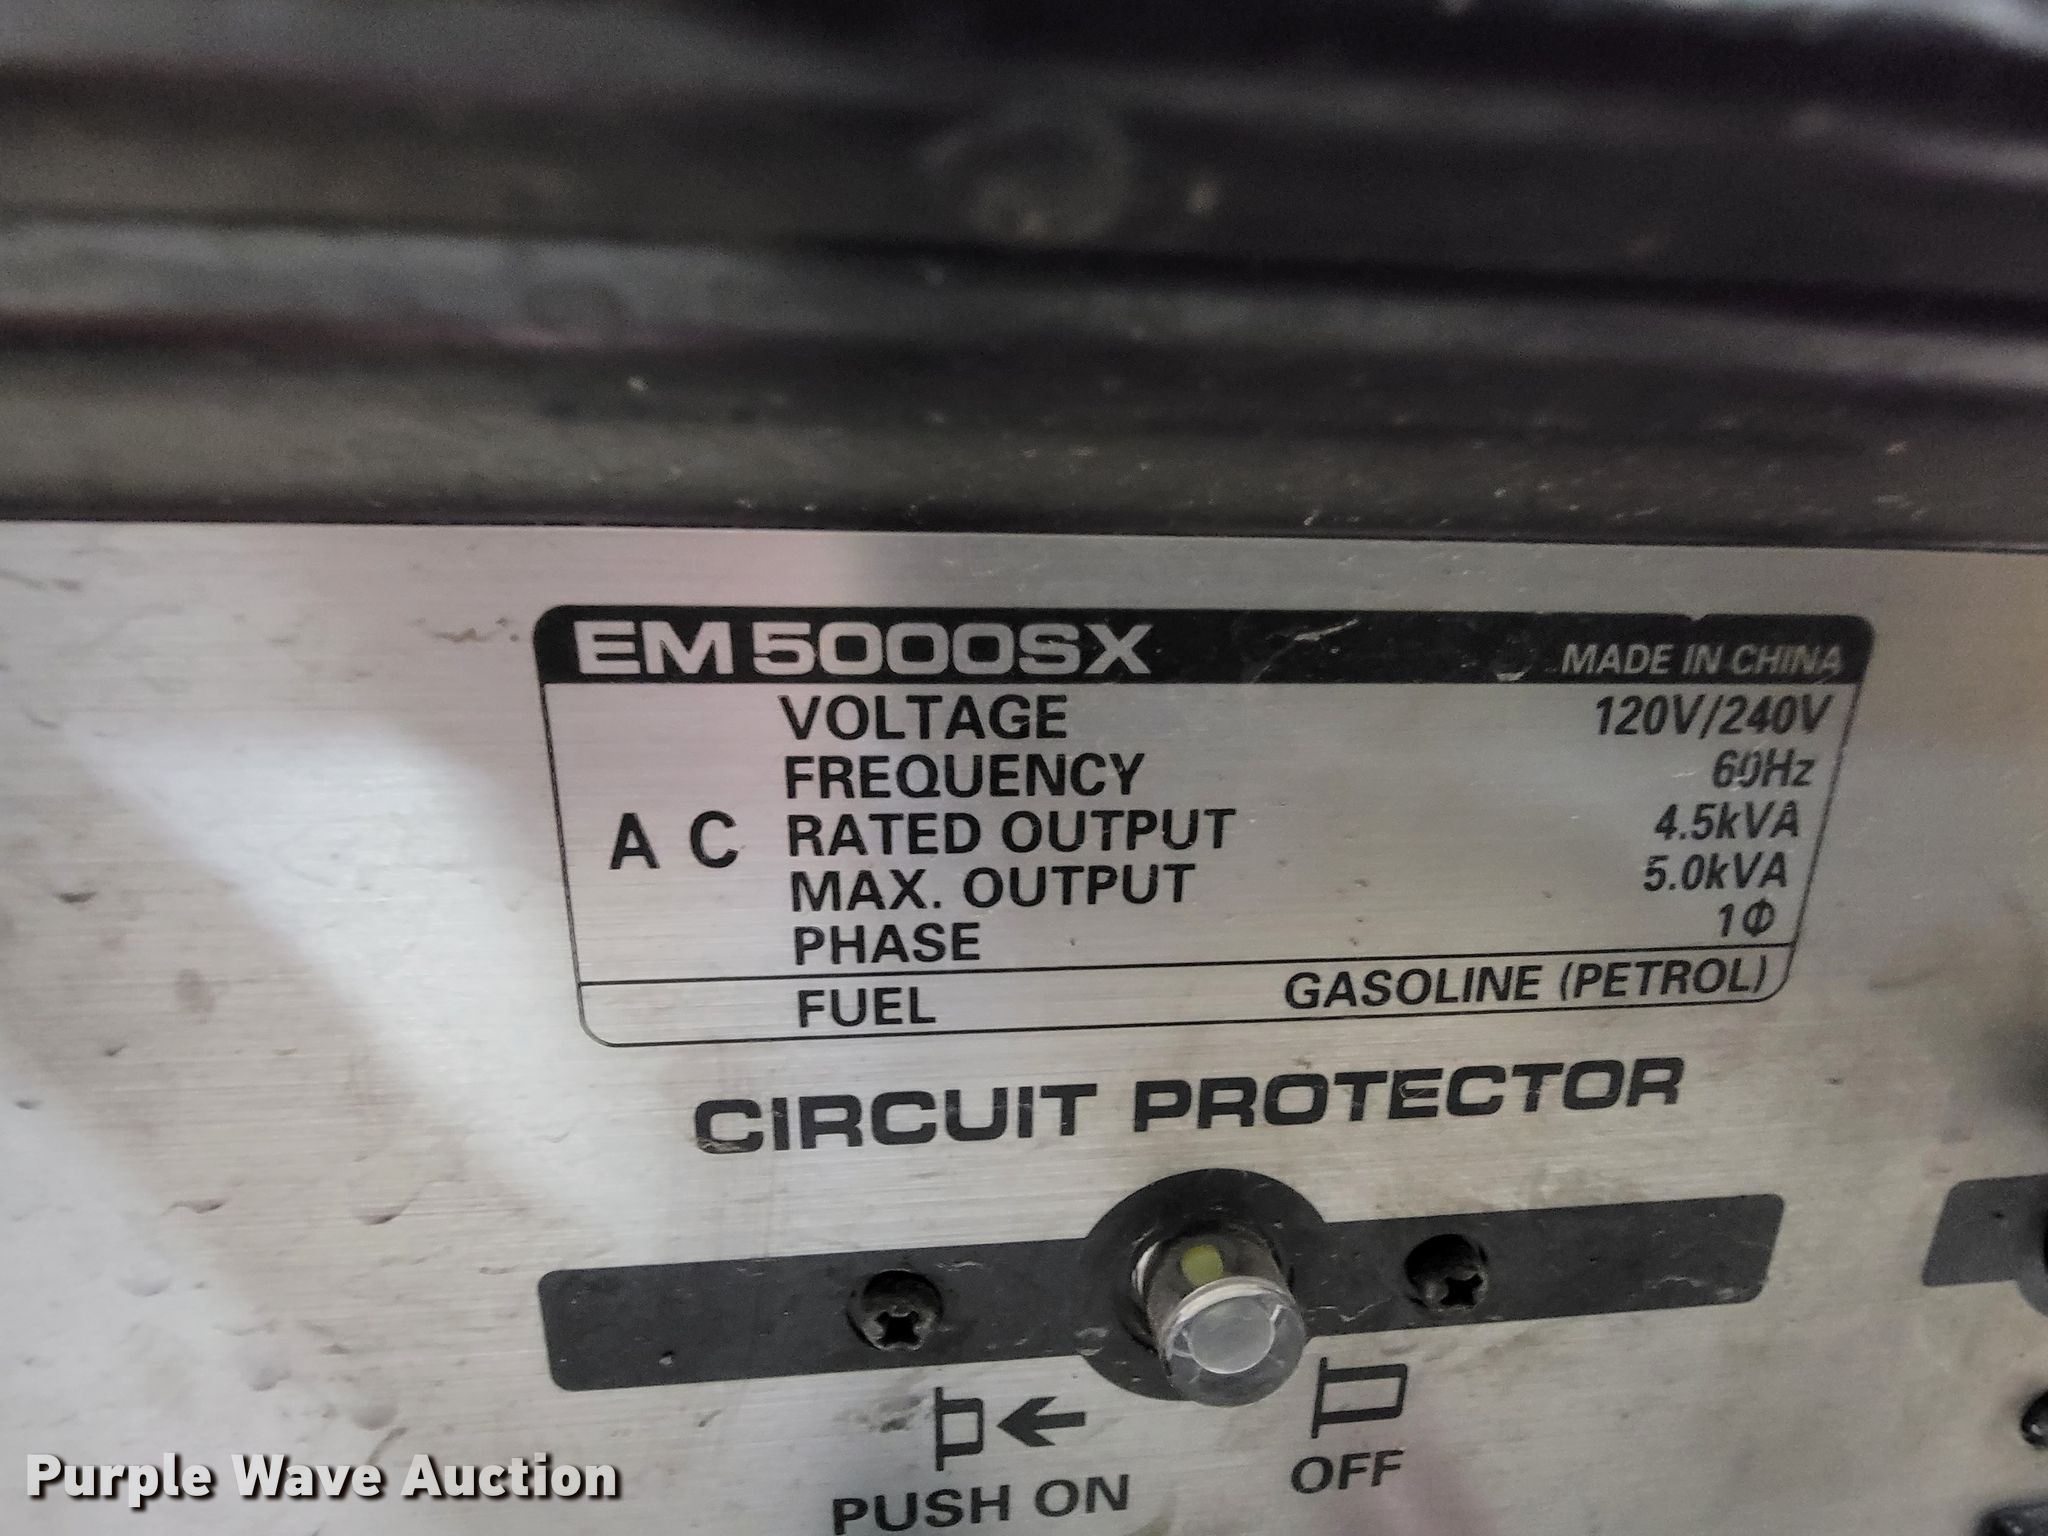 EM5000SX MADE IN CHINA
VOLTAGE 120V/240V
FREQUENCY 60Hz
AC RATED OUTPUT 4.5kVA
MAX. OUTPUT 5.0kVA
PHASE 1Φ
FUEL GASOLINE (PETROL)
CIRCUIT PROTECTOR
PUSH ON OFF
Purple Wave Auction